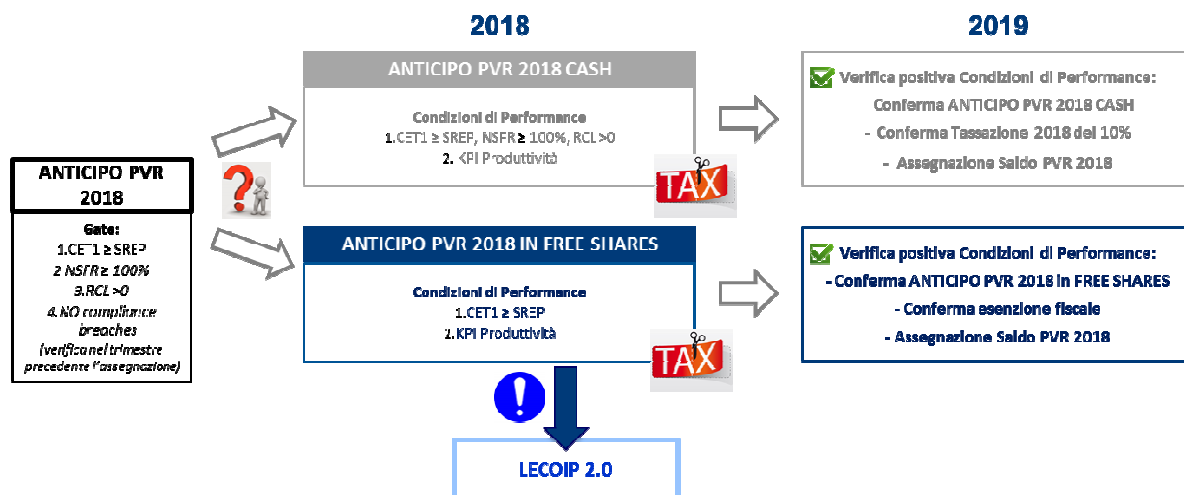 2018
2019
ANTICIPO PVR
2018
Gate:
1.CET1 ≥ SREP
2 NSFR ≥ 100%
3.RCL >0
4. NO compliance
breaches
(verifica nel trimestre
precedente l'assegnazione)
ANTICIPO PVR 2018 CASH
Condizioni di Performance
1.CET1 ≥ SREP, NSFR ≥ 100%, RCL >0
2. KPI Produttività
TAX
Verifica positiva Condizioni di Performance:
Conferma ANTICIPO PVR 2018 CASH
- Conferma Tassazione 2018 del 10%
- Assegnazione Saldo PVR 2018
ANTICIPO PVR 2018 IN FREE SHARES
Condizioni di Performance
1.CET1 ≥ SREP
2.KPI Produttività
TAX
Verifica positiva Condizioni di Performance:
- Conferma ANTICIPO PVR 2018 in FREE SHARES
- Conferma esenzione fiscale
- Assegnazione Saldo PVR 2018
LECOIP 2.0